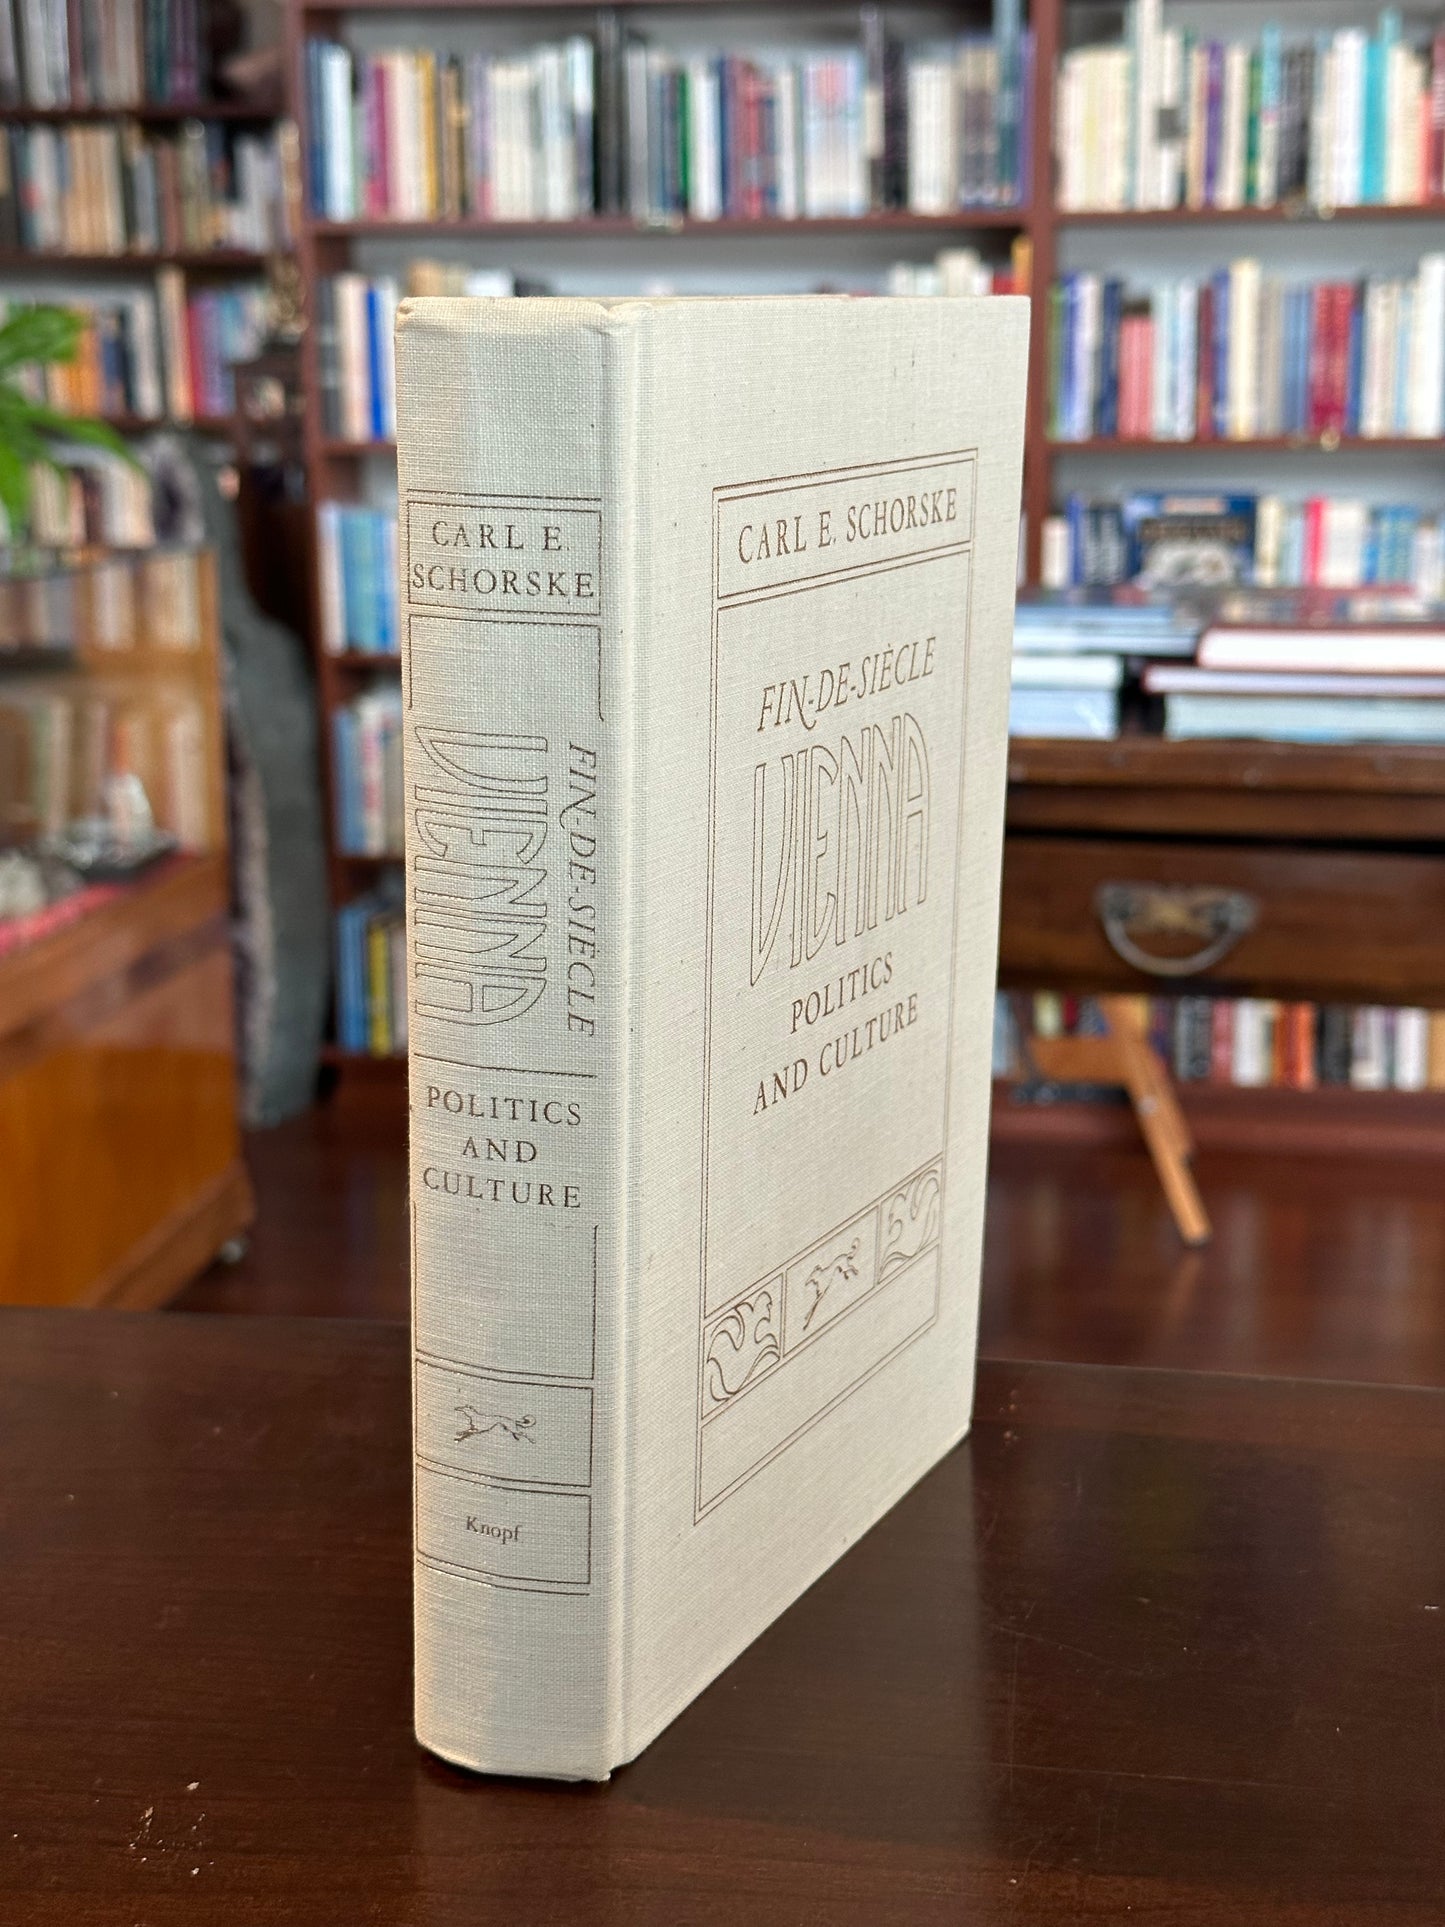 CARL E.
SCHORSKE
FIN-DE-SIÈCLE
VIENNA
POLITICS
AND
CULTURE
Knopf
CARL E. SCHORSKE
FIN-DE-SIÈCLE
VIENNA
POLITICS
AND CULTURE